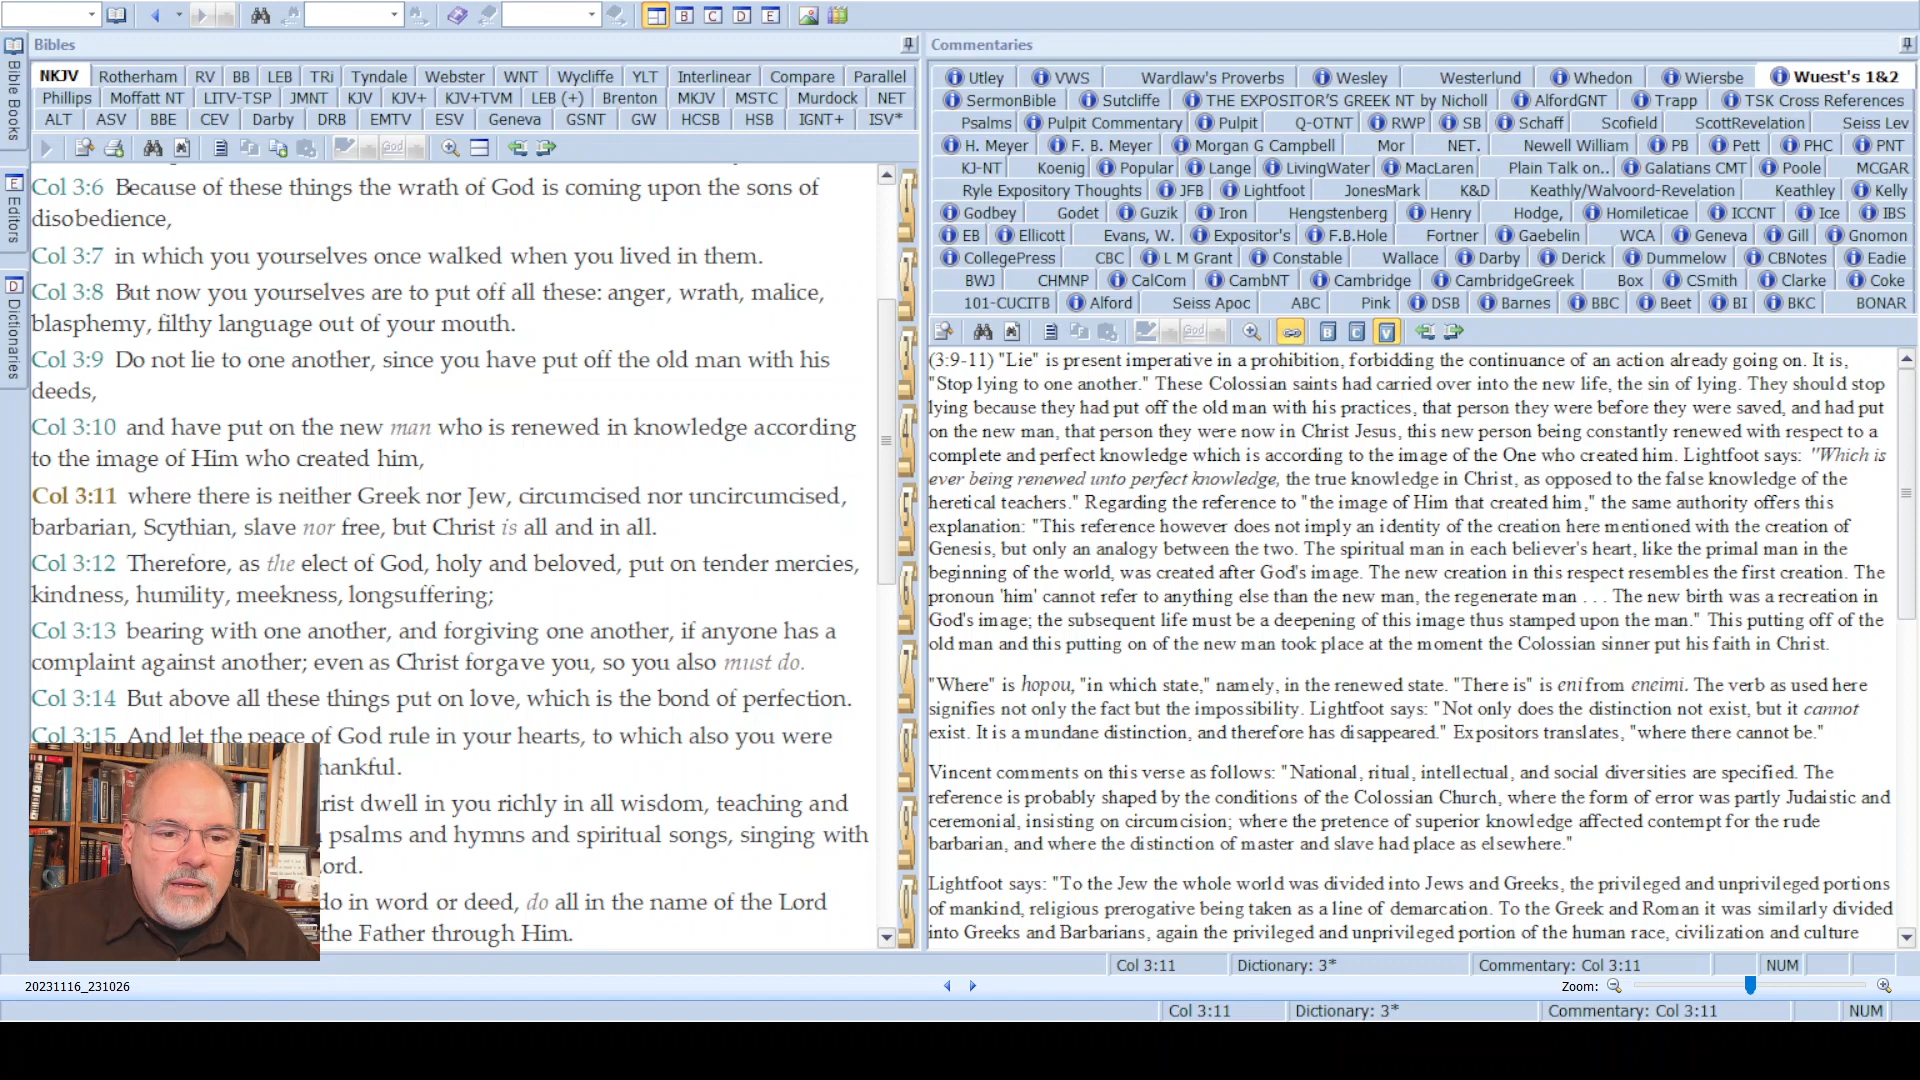 Bibles
NKJV Rotherham RV BB LEB TRi Tyndale Webster WNT Wycliffe YLT Interlinear Compare Parallel
Phillips Moffatt NT LITV-TSP JMNT KJV KJV+ KJV+TVM LEB (+) Brenton MKJV MSTC Murdock NET
ALT ASV BBE CEV Darby DRB EMTV ESV Geneva GSNT GW HCSB HSB IGNT+ ISV*
Bible Books
Editors
Dictionaries
Col 3:6 Because of these things the wrath of God is coming upon the sons of
disobedience,
Col 3:7 in which you yourselves once walked when you lived in them.
Col 3:8 But now you yourselves are to put off all these: anger, wrath, malice,
blasphemy, filthy language out of your mouth.
Col 3:9 Do not lie to one another, since you have put off the old man with his
deeds,
Col 3:10 and have put on the new man who is renewed in knowledge according
to the image of Him who created him,
Col 3:11 where there is neither Greek nor Jew, circumcised nor uncircumcised,
barbarian, Scythian, slave nor free, but Christ is all and in all.
Col 3:12 Therefore, as the elect of God, holy and beloved, put on tender mercies,
kindness, humility, meekness, longsuffering;
Col 3:13 bearing with one another, and forgiving one another, if anyone has a
complaint against another; even as Christ forgave you, so you also must do.
Col 3:14 But above all these things put on love, which is the bond of perfection.
Col 3:15 And let the peace of God rule in your hearts, to which also you were
hankful.
rist dwell in you richly in all wisdom, teaching and
psalms and hymns and spiritual songs, singing with
ord.
do in word or deed, do all in the name of the Lord
the Father through Him.
Commentaries
Utley VWS Wardlaw's Proverbs Wesley Westerlund Whedon Wiersbe Wuest's 1&2
SermonBible Sutcliffe THE EXPOSITOR'S GREEK NT by Nicholl AlfordGNT Trapp TSK Cross References
Psalms Pulpit Commentary Pulpit Q-OTNT RWP SB Schaff Scofield ScottRevelation Seiss Lev
H. Meyer F. B. Meyer Morgan G Campbell Mor NET. Newell William PB Pett PHC PNT
KJ-NT Koenig Popular Lange LivingWater MacLaren Plain Talk on.. Galatians CMT Poole MCGAR
Ryle Expository Thoughts JFB Lightfoot JonesMark K&D Keathly/Walvoord-Revelation Keathley Kelly
Godbey Godet Guzik Iron Hengstenberg Henry Hodge, Homileticae ICCNT Ice IBS
EB Ellicott Evans, W. Expositor's F.B.Hole Fortner Gaebelin WCA Geneva Gill Gnomon
CollegePress CBC L M Grant Constable Wallace Darby Derick Dummelow CBNotes Eadie
BWJ CHMNP CalCom CambNT Cambridge CambridgeGreek Box CSmith Clarke Coke
101-CUCITB Alford Seiss Apoc ABC Pink DSB Barnes BBC Beet BI BKC BONAR
(3:9-11) "Lie" is present imperative in a prohibition, forbidding the continuance of an action already going on. It is,
"Stop lying to one another." These Colossian saints had carried over into the new life, the sin of lying. They should stop
lying because they had put off the old man with his practices, that person they were before they were saved, and had put
on the new man, that person they were now in Christ Jesus, this new person being constantly renewed with respect to a
complete and perfect knowledge which is according to the image of the One who created him. Lightfoot says: "Which is
ever being renewed unto perfect knowledge, the true knowledge in Christ, as opposed to the false knowledge of the
heretical teachers." Regarding the reference to "the image of Him that created him," the same authority offers this
explanation: "This reference however does not imply an identity of the creation here mentioned with the creation of
Genesis, but only an analogy between the two. The spiritual man in each believer's heart, like the primal man in the
beginning of the world, was created after God's image. The new creation in this respect resembles the first creation. The
pronoun 'him' cannot refer to anything else than the new man, the regenerate man . . . The new birth was a recreation in
God's image; the subsequent life must be a deepening of this image thus stamped upon the man." This putting off of the
old man and this putting on of the new man took place at the moment the Colossian sinner put his faith in Christ.
"Where" is hopou, "in which state," namely, in the renewed state. "There is" is eni from eneimi. The verb as used here
signifies not only the fact but the impossibility. Lightfoot says: "Not only does the distinction not exist, but it cannot
exist. It is a mundane distinction, and therefore has disappeared." Expositors translates, "where there cannot be."
Vincent comments on this verse as follows: "National, ritual, intellectual, and social diversities are specified. The
reference is probably shaped by the conditions of the Colossian Church, where the form of error was partly Judaistic and
ceremonial, insisting on circumcision; where the pretence of superior knowledge affected contempt for the rude
barbarian, and where the distinction of master and slave had place as elsewhere."
Lightfoot says: "To the Jew the whole world was divided into Jews and Greeks, the privileged and unprivileged portions
of mankind, religious prerogative being taken as a line of demarcation. To the Greek and Roman it was similarly divided
into Greeks and Barbarians, again the privileged and unprivileged portion of the human race, civilization and culture
Col 3:11 Dictionary: 3* Commentary: Col 3:11 NUM
20231116_231026 Zoom:
Col 3:11 Dictionary: 3* Commentary: Col 3:11 NUM